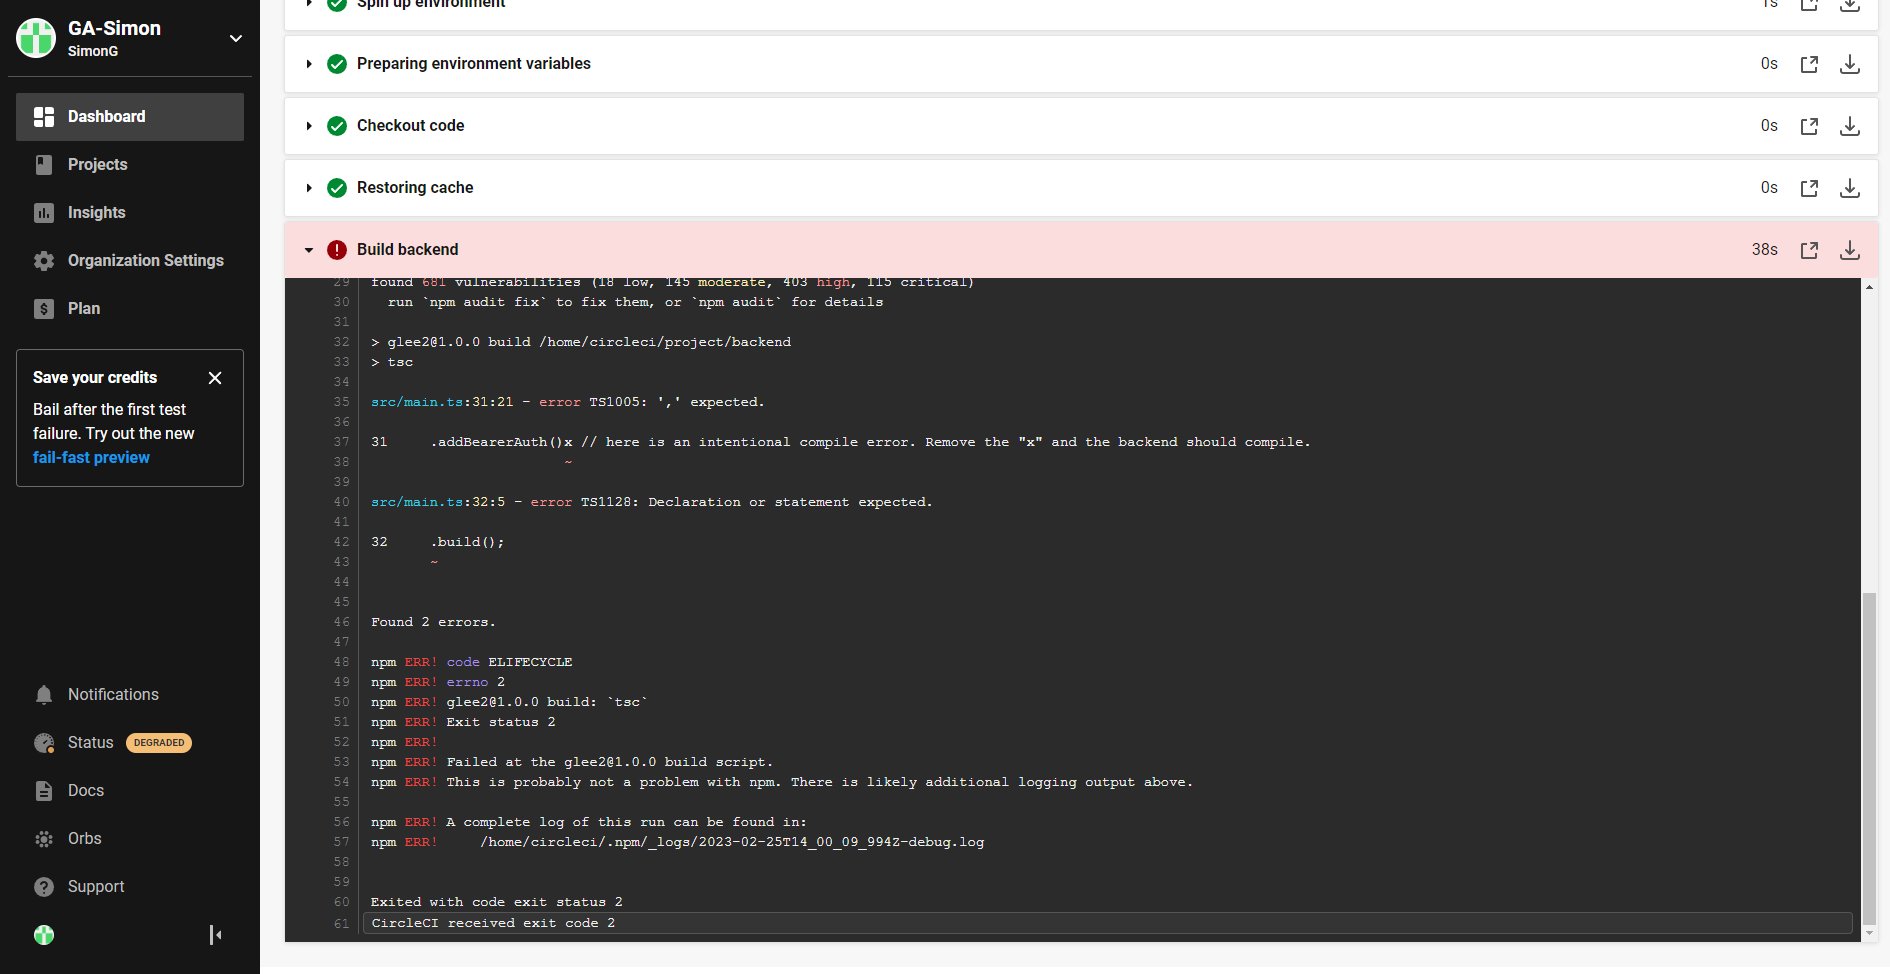 GA-Simon
SimonG
Dashboard
Projects
Insights
Organization Settings
Plan
Save your credits
Bail after the first test
failure. Try out the new
fail-fast preview
Notifications
Status DEGRADED
Docs
Orbs
Support
Spin up environment 1s
Preparing environment variables 0s
Checkout code 0s
Restoring cache 0s
Build backend 38s
29 found 681 vulnerabilities (18 low, 145 moderate, 403 high, 115 critical)
30 run `npm audit fix` to fix them, or `npm audit` for details
31
32 > glee2@1.0.0 build /home/circleci/project/backend
33 > tsc
34
35 src/main.ts:31:21 - error TS1005: ',' expected.
36
37 31 .addBearerAuth()x // here is an intentional compile error. Remove the "x" and the backend should compile.
38 ~
39
40 src/main.ts:32:5 - error TS1128: Declaration or statement expected.
41
42 32 .build();
43 ~
44
45
46 Found 2 errors.
47
48 npm ERR! code ELIFECYCLE
49 npm ERR! errno 2
50 npm ERR! glee2@1.0.0 build: `tsc`
51 npm ERR! Exit status 2
52 npm ERR!
53 npm ERR! Failed at the glee2@1.0.0 build script.
54 npm ERR! This is probably not a problem with npm. There is likely additional logging output above.
55
56 npm ERR! A complete log of this run can be found in:
57 npm ERR! /home/circleci/.npm/_logs/2023-02-25T14_00_09_994Z-debug.log
58
59
60 Exited with code exit status 2
61 CircleCI received exit code 2